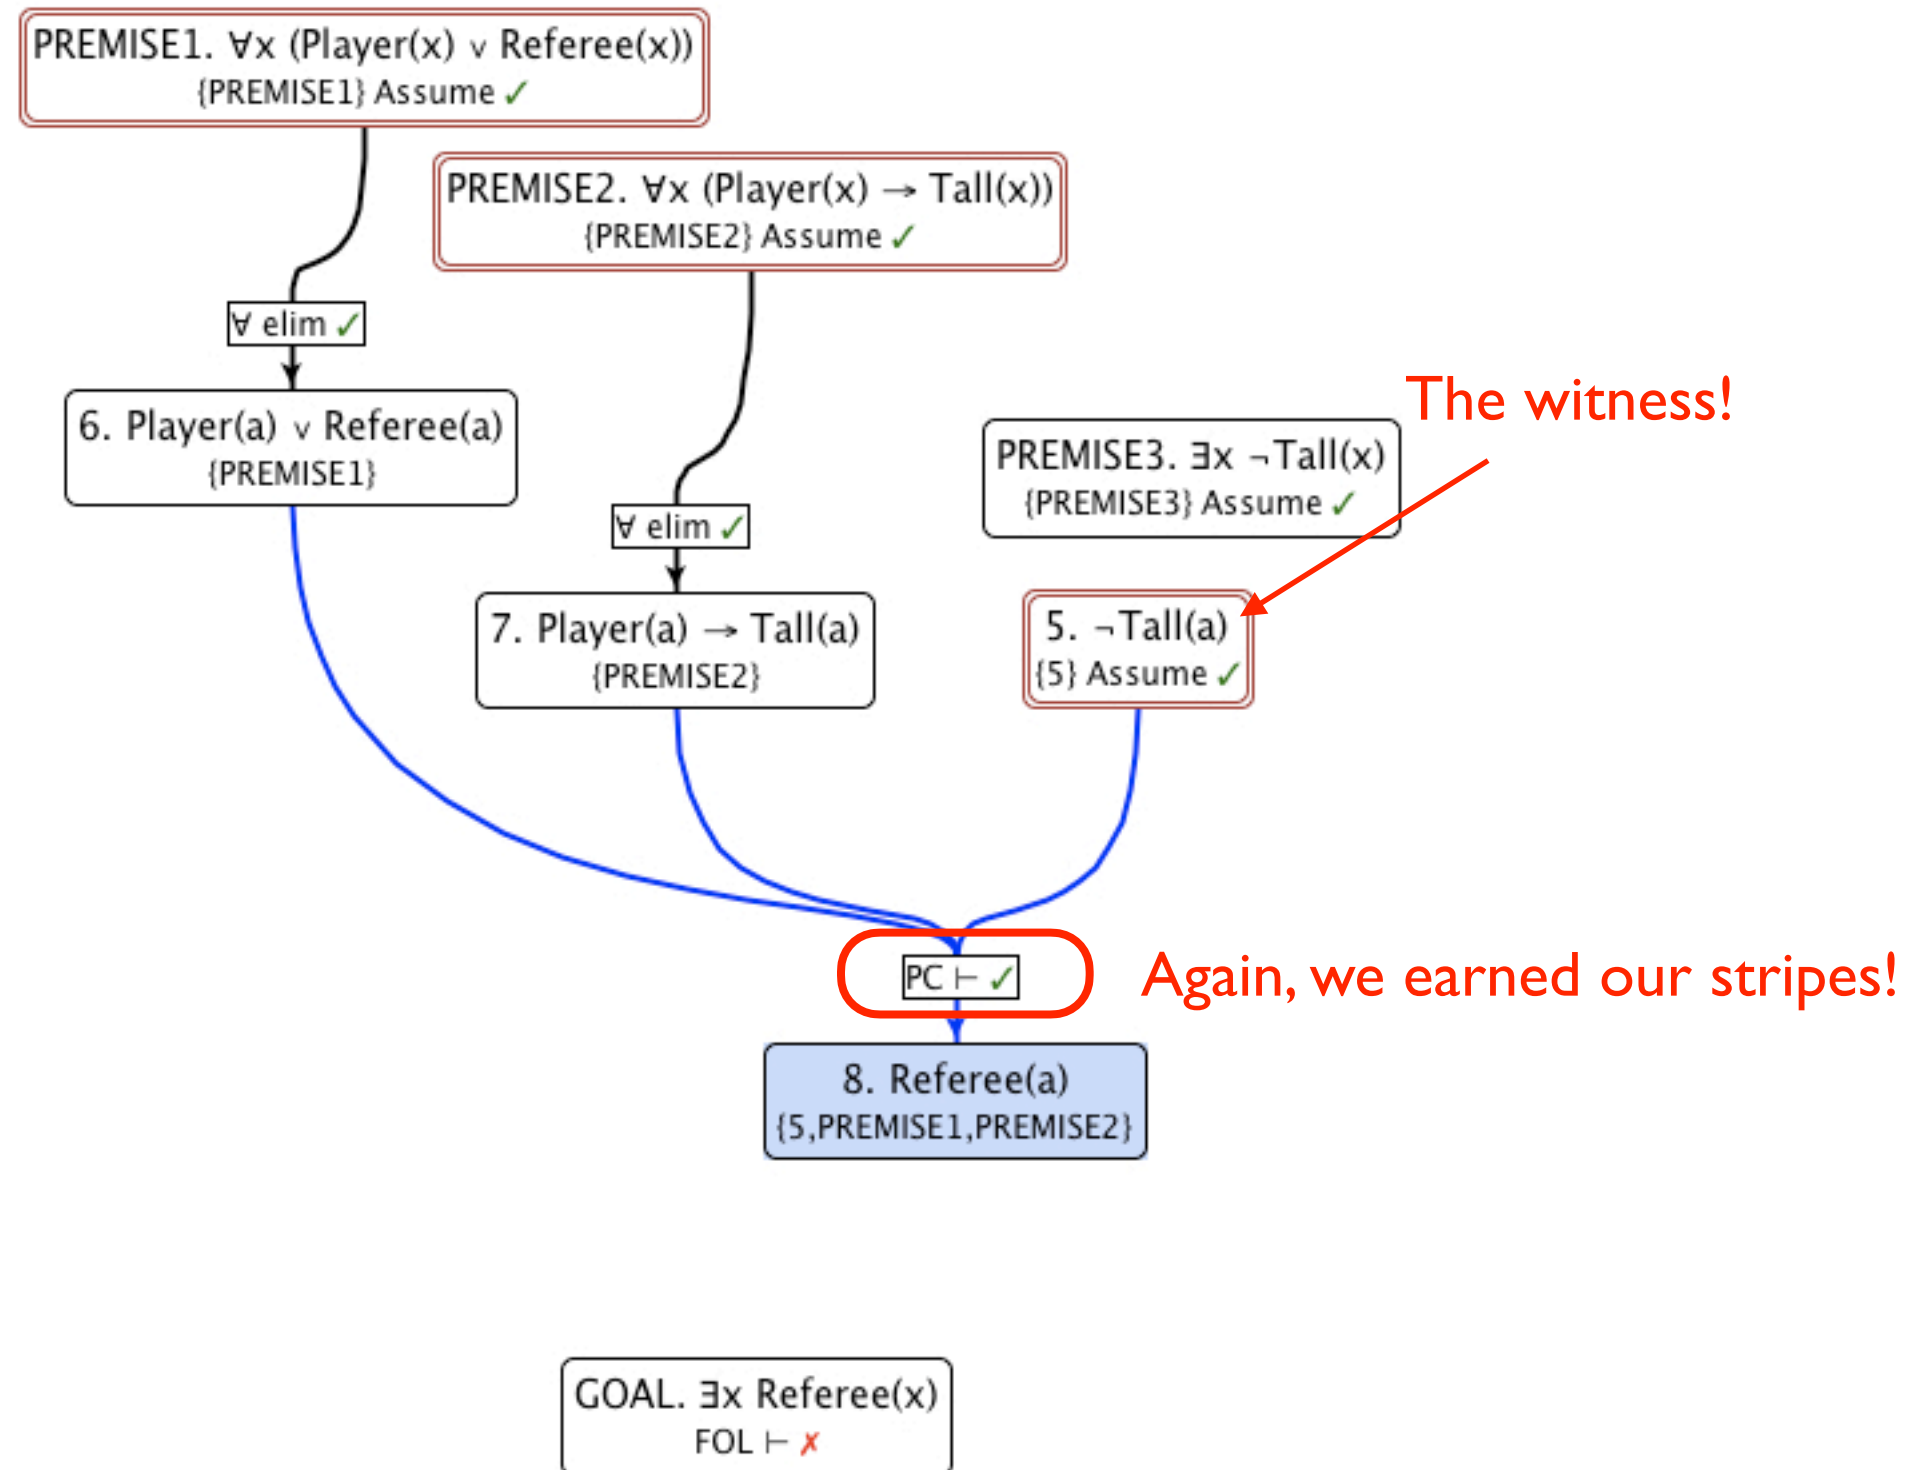 PREMISE1. ∀x (Player(x) ∨ Referee(x))
{PREMISE1} Assume ✓
PREMISE2. ∀x (Player(x) → Tall(x))
{PREMISE2} Assume ✓
∀ elim ✓
6. Player(a) ∨ Referee(a)
{PREMISE1}
The witness!
PREMISE3. ∃x ¬Tall(x)
{PREMISE3} Assume ✓
∀ elim ✓
7. Player(a) → Tall(a)
{PREMISE2}
5. ¬Tall(a)
{5} Assume ✓
PC ⊢ ✓
Again, we earned our stripes!
8. Referee(a)
{5,PREMISE1,PREMISE2}
GOAL. ∃x Referee(x)
FOL ⊢ ✗